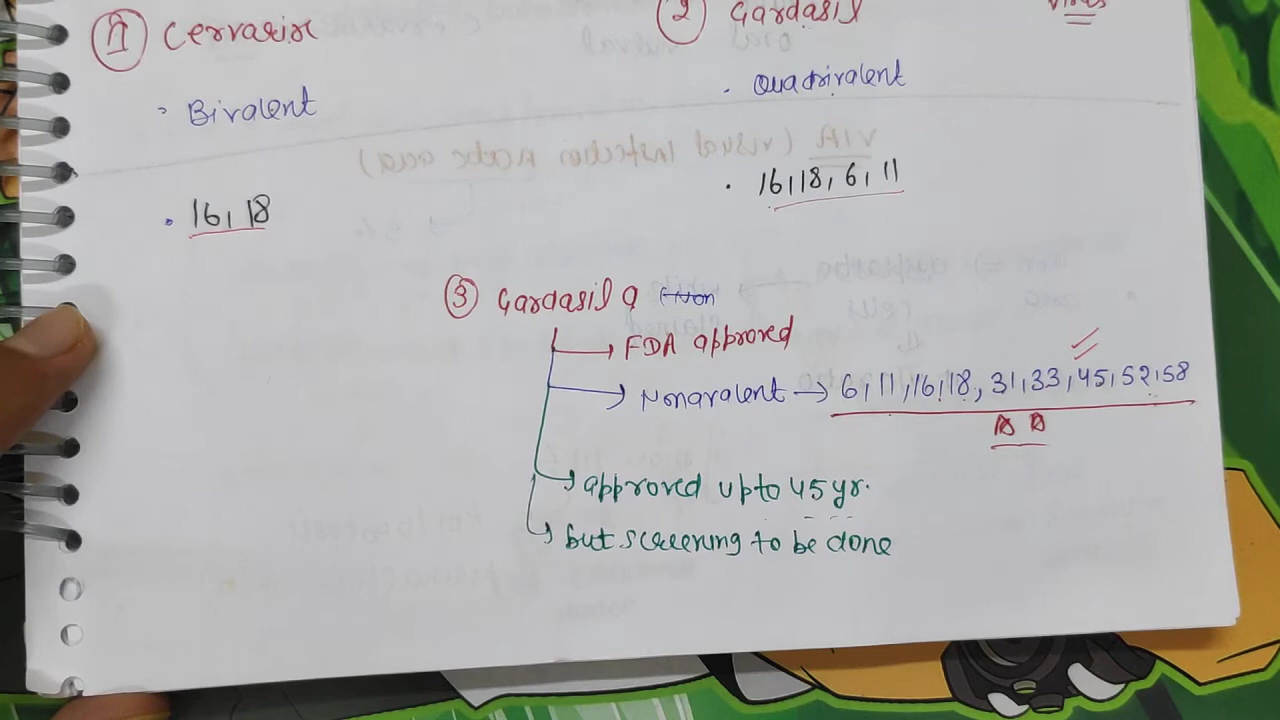 ① Cervarix
② Gardasil
Virus
• Bivalent
• Quadrivalent
• 16, 18
• 16, 18, 6, 11
③ Gardasil 9
→ FDA approved
→ Nonavalent → 6, 11, 16, 18, 31, 33, 45, 52, 58
→ approved upto 45 yr.
→ but screening to be done